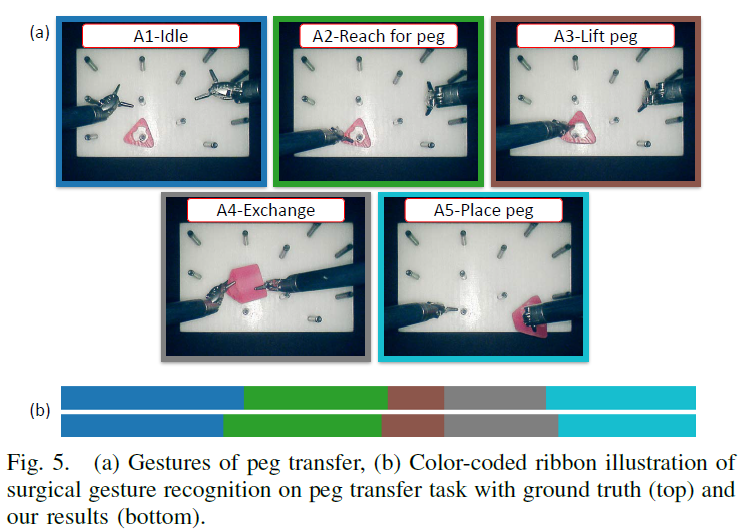 (a)
A1-Idle
A2-Reach for peg
A3-Lift peg
A4-Exchange
A5-Place peg
(b)
Fig. 5. (a) Gestures of peg transfer, (b) Color-coded ribbon illustration of
surgical gesture recognition on peg transfer task with ground truth (top) and
our results (bottom).